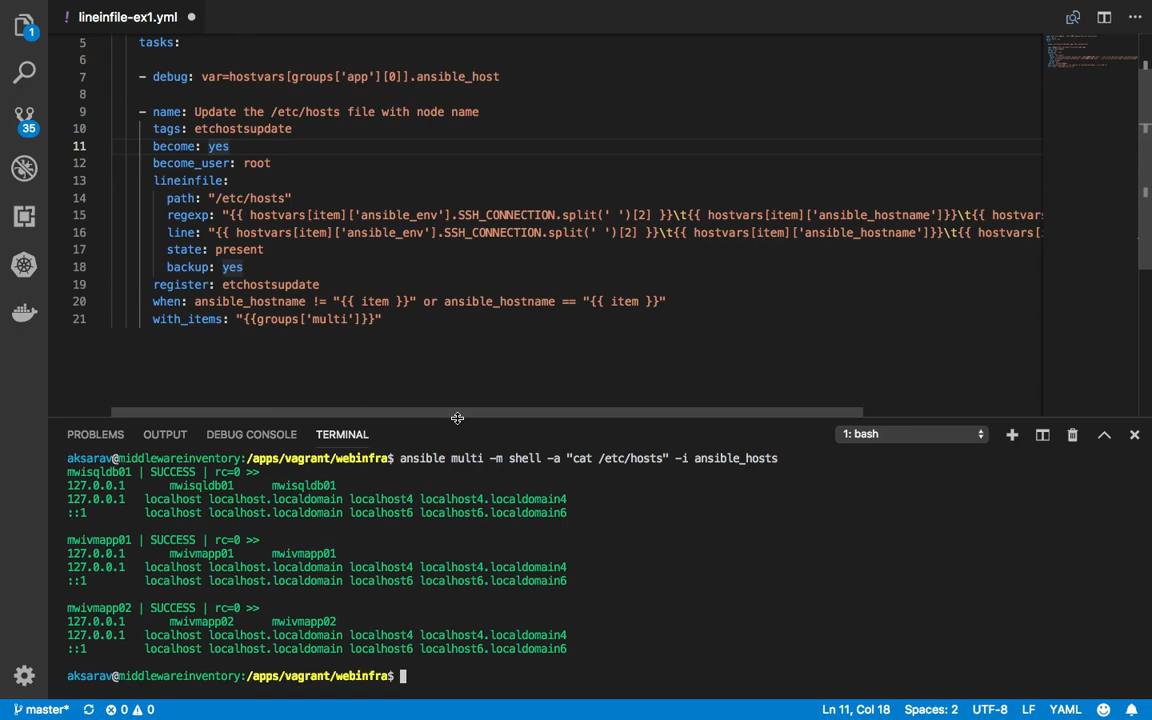 ! lineinfile-ex1.yml
1
35
5 tasks:
6
7 - debug: var=hostvars[groups['app'][0]].ansible_host
8
9 - name: Update the /etc/hosts file with node name
10 tags: etchostsupdate
11 become: yes
12 become_user: root
13 lineinfile:
14 path: "/etc/hosts"
15 regexp: "{{ hostvars[item]['ansible_env'].SSH_CONNECTION.split(' ')[2] }}\t{{ hostvars[item]['ansible_hostname']}}\t{{ hostvars
16 line: "{{ hostvars[item]['ansible_env'].SSH_CONNECTION.split(' ')[2] }}\t{{ hostvars[item]['ansible_hostname']}}\t{{ hostvars[
17 state: present
18 backup: yes
19 register: etchostsupdate
20 when: ansible_hostname != "{{ item }}" or ansible_hostname == "{{ item }}"
21 with_items: "{{groups['multi']}}"
PROBLEMS OUTPUT DEBUG CONSOLE TERMINAL 1: bash
aksarav@middlewareinventory:/apps/vagrant/webinfra$ ansible multi -m shell -a "cat /etc/hosts" -i ansible_hosts
mwisqldb01 | SUCCESS | rc=0 >>
127.0.0.1 mwisqldb01 mwisqldb01
127.0.0.1 localhost localhost.localdomain localhost4 localhost4.localdomain4
::1 localhost localhost.localdomain localhost6 localhost6.localdomain6
mwivmapp01 | SUCCESS | rc=0 >>
127.0.0.1 mwivmapp01 mwivmapp01
127.0.0.1 localhost localhost.localdomain localhost4 localhost4.localdomain4
::1 localhost localhost.localdomain localhost6 localhost6.localdomain6
mwivmapp02 | SUCCESS | rc=0 >>
127.0.0.1 mwivmapp02 mwivmapp02
127.0.0.1 localhost localhost.localdomain localhost4 localhost4.localdomain4
::1 localhost localhost.localdomain localhost6 localhost6.localdomain6
aksarav@middlewareinventory:/apps/vagrant/webinfra$
master* 0 0 Ln 11, Col 18 Spaces: 2 UTF-8 LF YAML